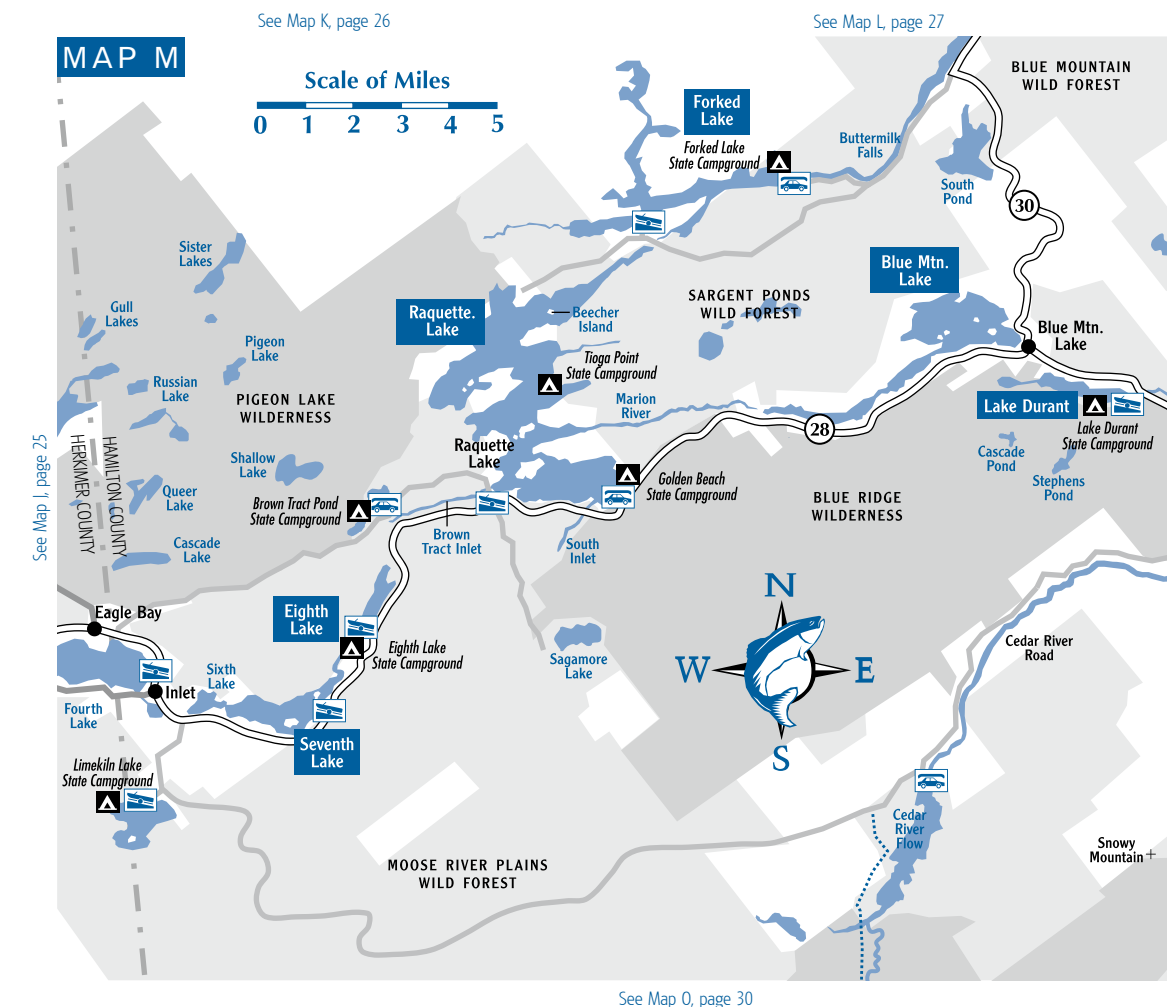 See Map K, page 26
See Map L, page 27
MAP M
Scale of Miles
0 1 2 3 4 5
BLUE MOUNTAIN
WILD FOREST
Forked
Lake
Forked Lake
State Campground
Buttermilk
Falls
South
Pond
30
Sister
Lakes
Blue Mtn.
Lake
Gull
Lakes
Raquette.
Lake
SARGENT PONDS
WILD FOREST
Beecher
Island
Blue Mtn.
Lake
Pigeon
Lake
Tioga Point
State Campground
Russian
Lake
PIGEON LAKE
WILDERNESS
Marion
River
Lake Durant
28
Lake Durant
State Campground
See Map J, page 25
HERKIMER COUNTY
HAMILTON COUNTY
Raquette
Lake
Shallow
Lake
Cascade
Pond
Stephens
Pond
Golden Beach
State Campground
Queer
Lake
Brown Tract Pond
State Campground
BLUE RIDGE
WILDERNESS
Brown
Tract Inlet
South
Inlet
Cascade
Lake
N
Eagle Bay
Eighth
Lake
Eighth Lake
State Campground
Cedar River
Road
Sagamore
Lake
W
E
Sixth
Lake
Inlet
Fourth
Lake
Seventh
Lake
S
Limekiln Lake
State Campground
Cedar
River
Flow
Snowy
Mountain
MOOSE RIVER PLAINS
WILD FOREST
See Map O, page 30